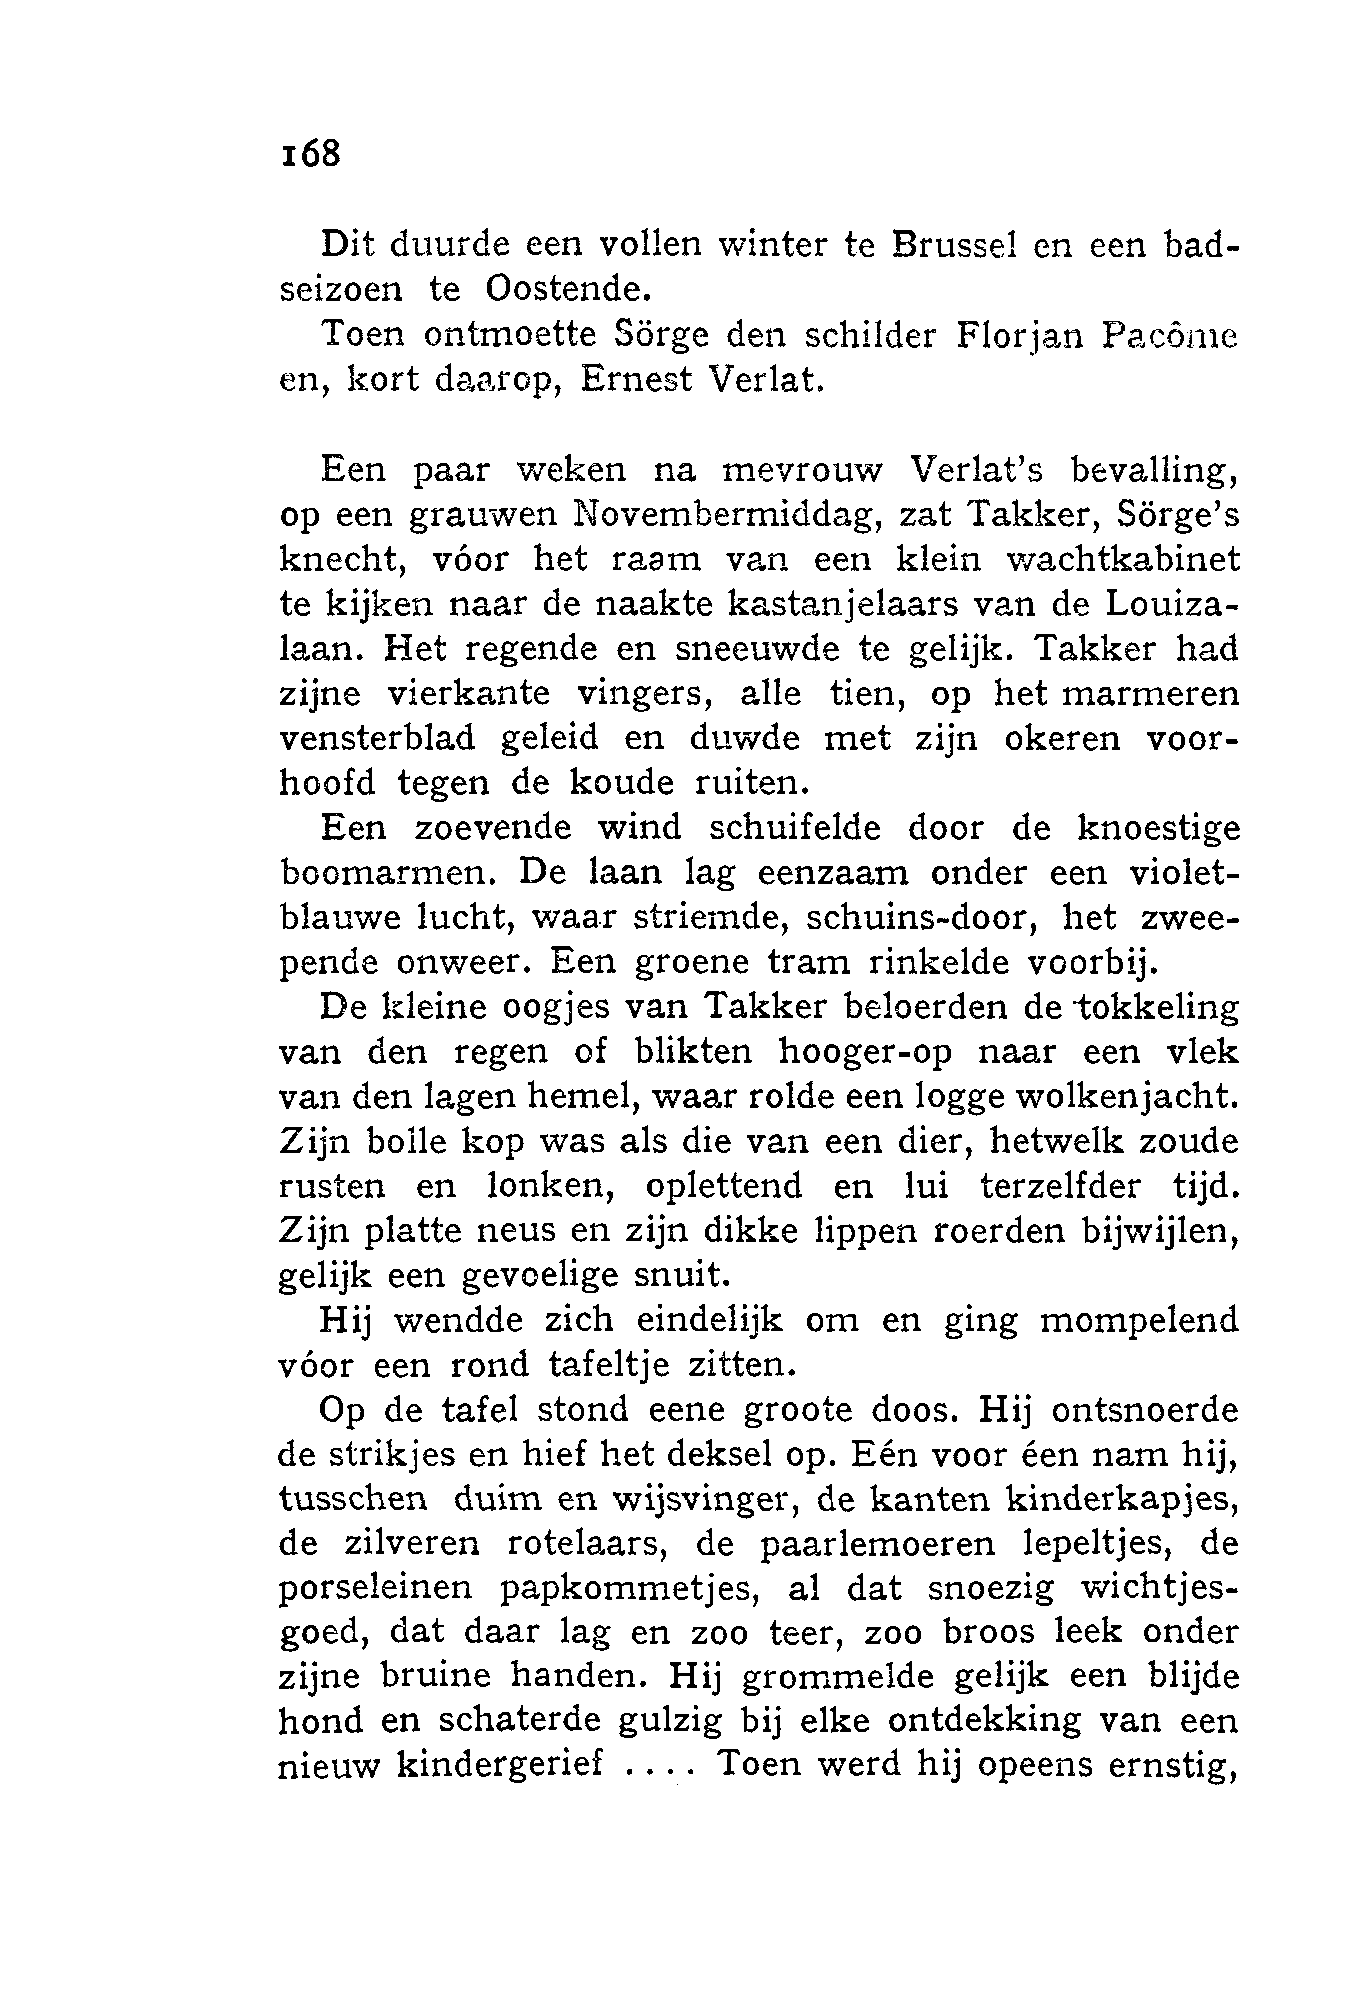 168
Dit duurde een vollen winter te Brussel en een bad-
seizoen te Oostende.
Toen ontmoette Sörge den schilder Florjan Pacôme
en, kort daarop, Ernest Verlat.
Een paar weken na mevrouw Verlat's bevalling,
op een grauwen Novembermiddag, zat Takker, Sörge's
knecht, vóor het raam van een klein wachtkabinet
te kijken naar de naakte kastanjelaars van de Louiza-
laan. Het regende en sneeuwde te gelijk. Takker had
zijne vierkante vingers, alle tien, op het marmeren
vensterblad geleid en duwde met zijn okeren voor-
hoofd tegen de koude ruiten.
Een zoevende wind schuifelde door de knoestige
boomarmen. De laan lag eenzaam onder een violet-
blauwe lucht, waar striemde, schuins-door, het zwee-
pende onweer. Een groene tram rinkelde voorbij.
De kleine oogjes van Takker beloerden de tokkeling
van den regen of blikten hooger-op naar een vlek
van den lagen hemel, waar rolde een logge wolkenjacht.
Zijn bolle kop was als die van een dier, hetwelk zoude
rusten en lonken, oplettend en lui terzelfder tijd.
Zijn platte neus en zijn dikke lippen roerden bijwijlen,
gelijk een gevoelige snuit.
Hij wendde zich eindelijk om en ging mompelend
vóor een rond tafeltje zitten.
Op de tafel stond eene groote doos. Hij ontsnoerde
de strikjes en hief het deksel op. Eén voor éen nam hij,
tusschen duim en wijsvinger, de kanten kinderkapjes,
de zilveren rotelaars, de paarlemoeren lepeltjes, de
porseleinen papkommetjes, al dat snoezig wichtjes-
goed, dat daar lag en zoo teer, zoo broos leek onder
zijne bruine handen. Hij grommelde gelijk een blijde
hond en schaterde gulzig bij elke ontdekking van een
nieuw kindergerief .... Toen werd hij opeens ernstig,